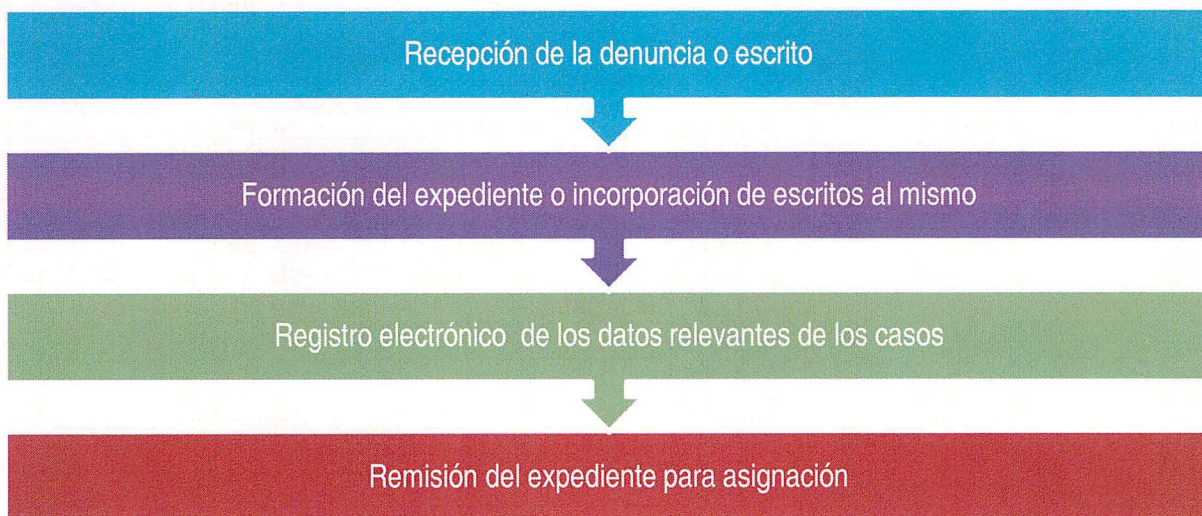 Recepción de la denuncia o escrito
Formación del expediente o incorporación de escritos al mismo
Registro electrónico de los datos relevantes de los casos
Remisión del expediente para asignación